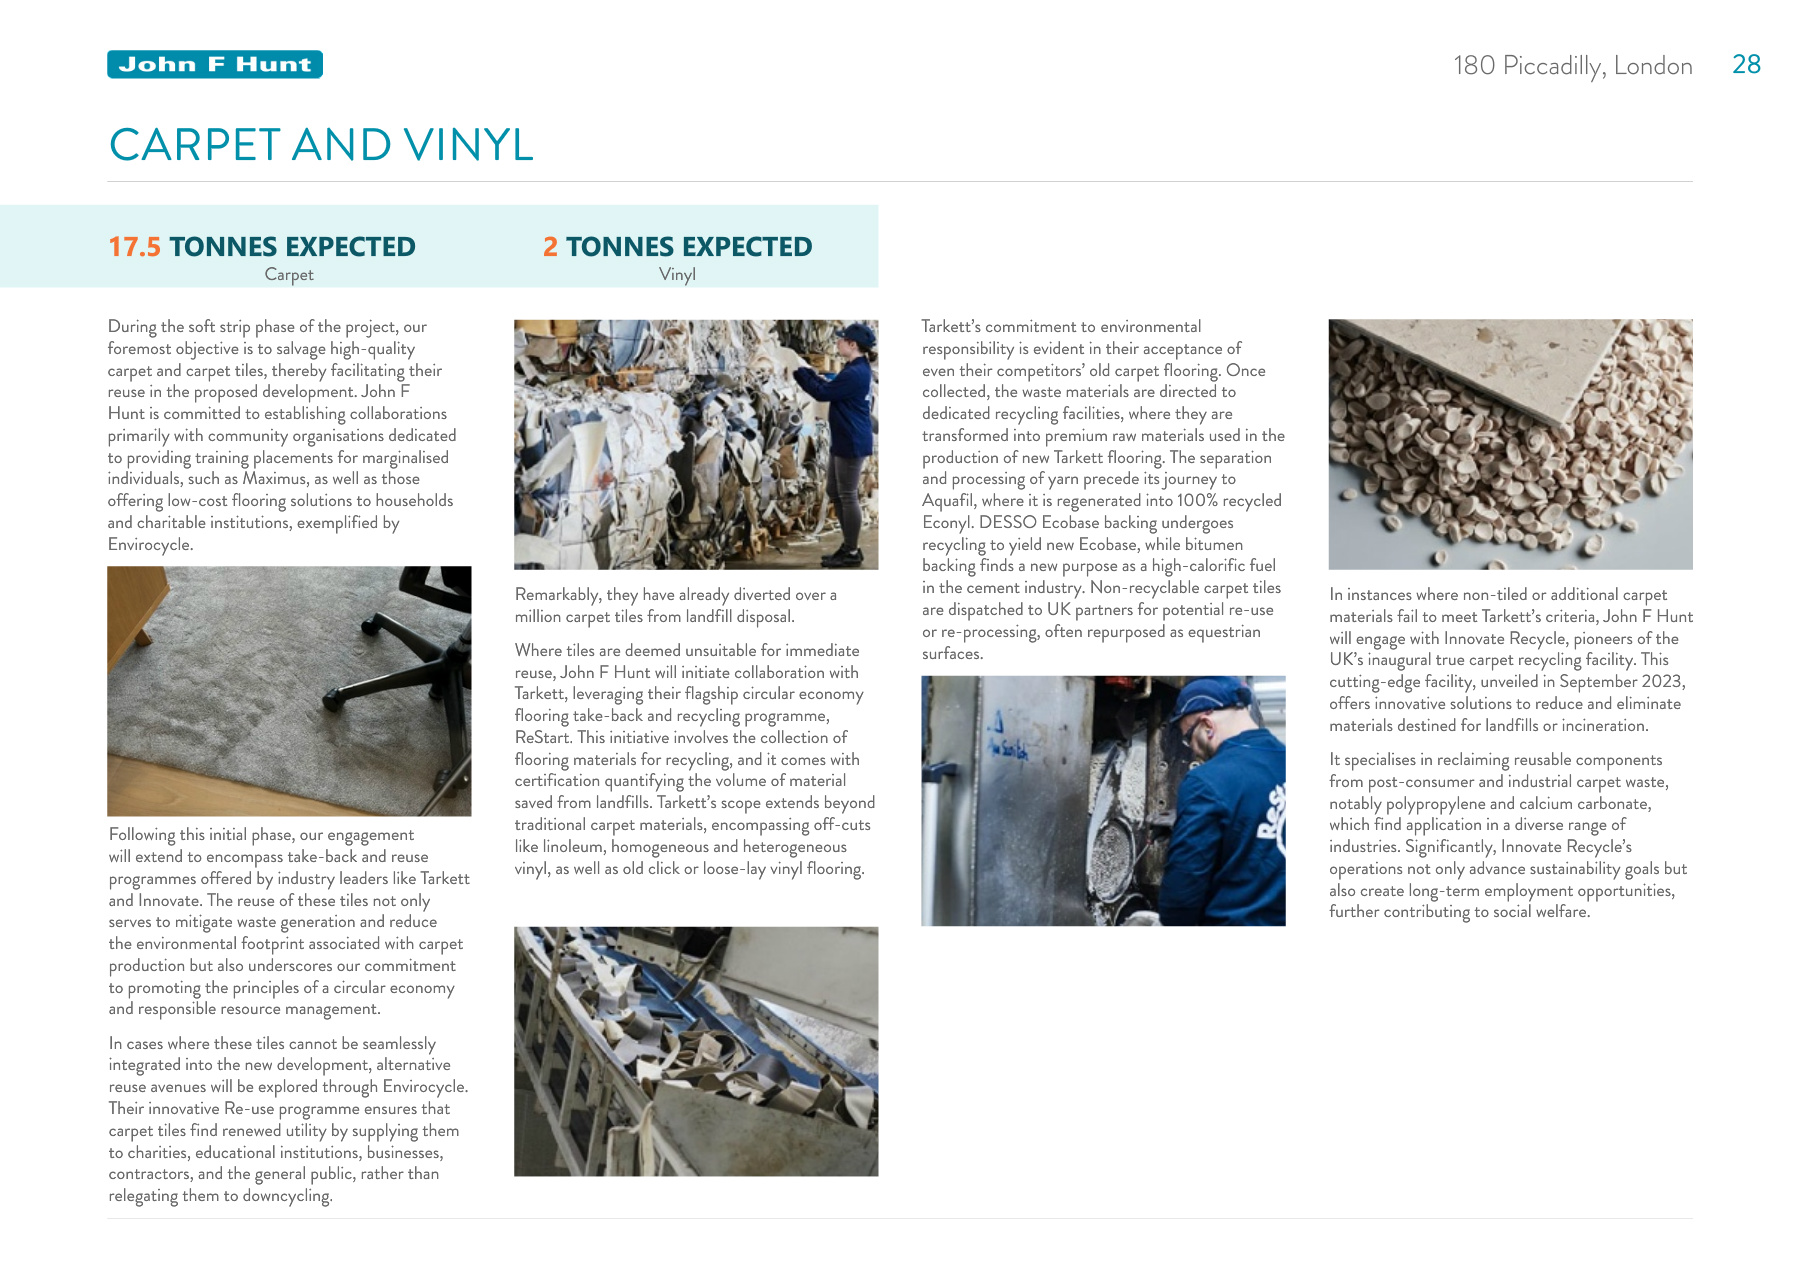 John F Hunt
180 Piccadilly, London
28
CARPET AND VINYL
17.5 TONNES EXPECTED
Carpet
2 TONNES EXPECTED
Vinyl
During the soft strip phase of the project, our
foremost objective is to salvage high-quality
carpet and carpet tiles, thereby facilitating their
reuse in the proposed development. John F
Hunt is committed to establishing collaborations
primarily with community organisations dedicated
to providing training placements for marginalised
individuals, such as Maximus, as well as those
offering low-cost flooring solutions to households
and charitable institutions, exemplified by
Envirocycle.
Following this initial phase, our engagement
will extend to encompass take-back and reuse
programmes offered by industry leaders like Tarkett
and Innovate. The reuse of these tiles not only
serves to mitigate waste generation and reduce
the environmental footprint associated with carpet
production but also underscores our commitment
to promoting the principles of a circular economy
and responsible resource management.
In cases where these tiles cannot be seamlessly
integrated into the new development, alternative
reuse avenues will be explored through Envirocycle.
Their innovative Re-use programme ensures that
carpet tiles find renewed utility by supplying them
to charities, educational institutions, businesses,
contractors, and the general public, rather than
relegating them to downcycling.
Remarkably, they have already diverted over a
million carpet tiles from landfill disposal.
Where tiles are deemed unsuitable for immediate
reuse, John F Hunt will initiate collaboration with
Tarkett, leveraging their flagship circular economy
flooring take-back and recycling programme,
ReStart. This initiative involves the collection of
flooring materials for recycling, and it comes with
certification quantifying the volume of material
saved from landfills. Tarkett's scope extends beyond
traditional carpet materials, encompassing off-cuts
like linoleum, homogeneous and heterogeneous
vinyl, as well as old click or loose-lay vinyl flooring.
Tarkett's commitment to environmental
responsibility is evident in their acceptance of
even their competitors' old carpet flooring. Once
collected, the waste materials are directed to
dedicated recycling facilities, where they are
transformed into premium raw materials used in the
production of new Tarkett flooring. The separation
and processing of yarn precede its journey to
Aquafil, where it is regenerated into 100% recycled
Econyl. DESSO Ecobase backing undergoes
recycling to yield new Ecobase, while bitumen
backing finds a new purpose as a high-calorific fuel
in the cement industry. Non-recyclable carpet tiles
are dispatched to UK partners for potential re-use
or re-processing, often repurposed as equestrian
surfaces.
In instances where non-tiled or additional carpet
materials fail to meet Tarkett's criteria, John F Hunt
will engage with Innovate Recycle, pioneers of the
UK's inaugural true carpet recycling facility. This
cutting-edge facility, unveiled in September 2023,
offers innovative solutions to reduce and eliminate
materials destined for landfills or incineration.
It specialises in reclaiming reusable components
from post-consumer and industrial carpet waste,
notably polypropylene and calcium carbonate,
which find application in a diverse range of
industries. Significantly, Innovate Recycle's
operations not only advance sustainability goals but
also create long-term employment opportunities,
further contributing to social welfare.